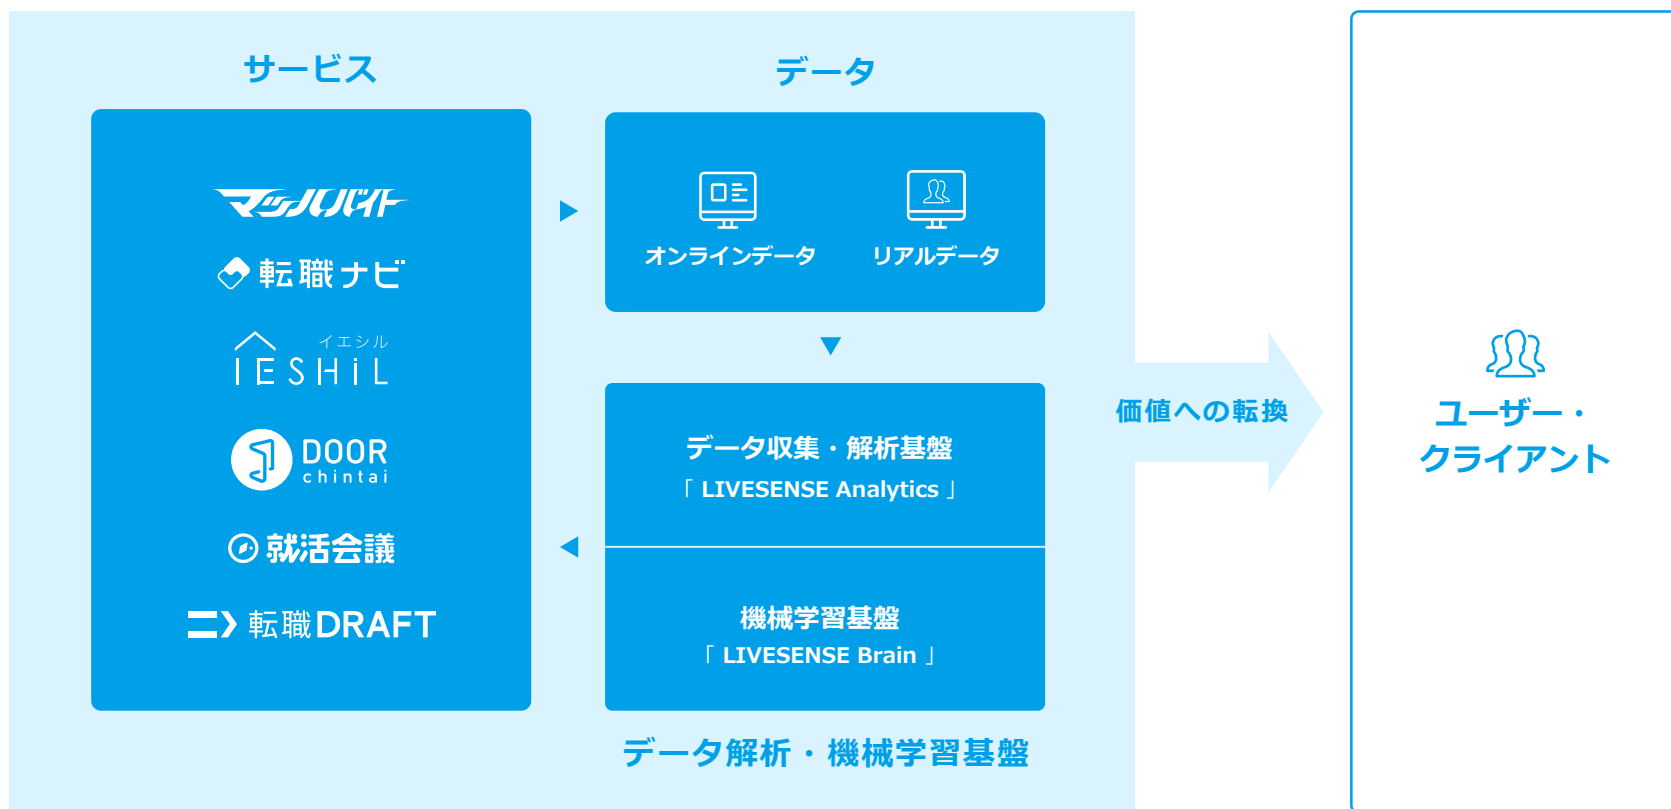 サービス
マッハバイト
転職ナビ
イエシル
IESHiL
DOOR
chintai
就活会議
転職DRAFT
データ
オンラインデータ
リアルデータ
データ収集・解析基盤
「 LIVESENSE Analytics 」
機械学習基盤
「 LIVESENSE Brain 」
データ解析・機械学習基盤
価値への転換
ユーザー・
クライアント